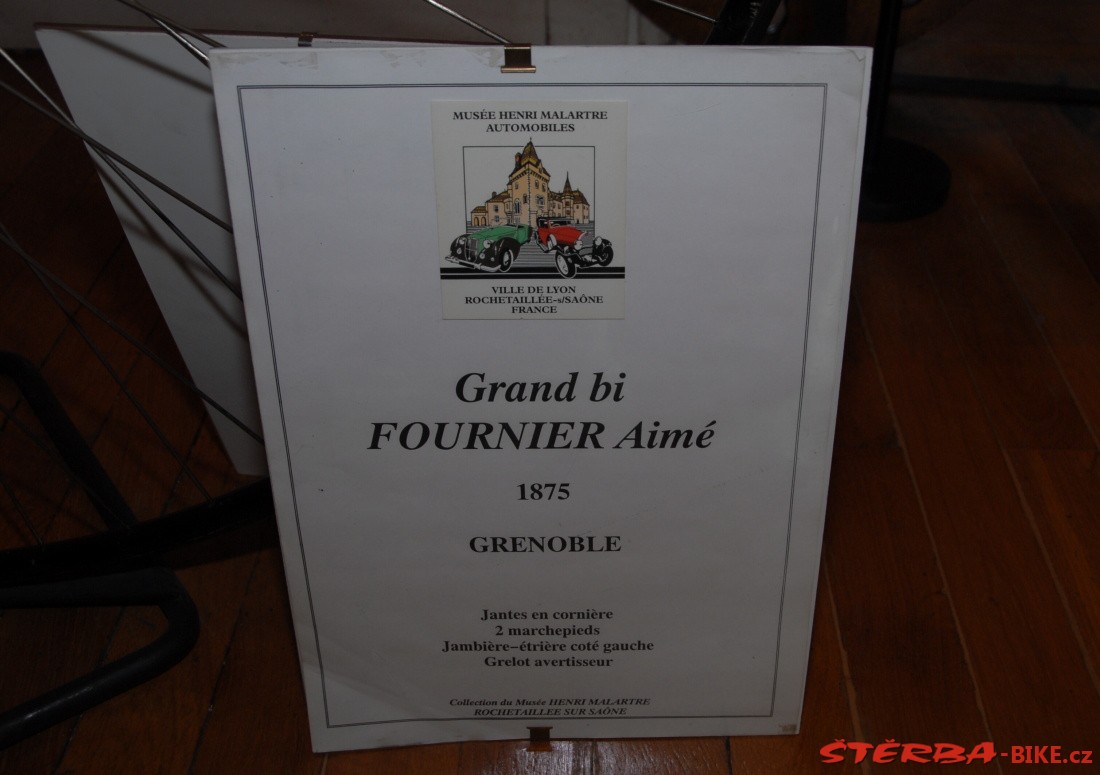 MUSÉE HENRI MALARTRE
AUTOMOBILES
VILLE DE LYON
ROCHETAILLÉE-s/SAÔNE
FRANCE
Grand bi
FOURNIER Aimé
1875
GRENOBLE
Jantes en cornière
2 marchepieds
Jambière-étrière coté gauche
Grelot avertisseur
Collection du Musée HENRI MALARTRE
ROCHETAILLEE SUR SAÔNE
ŠTĚRBA-BIKE.cz